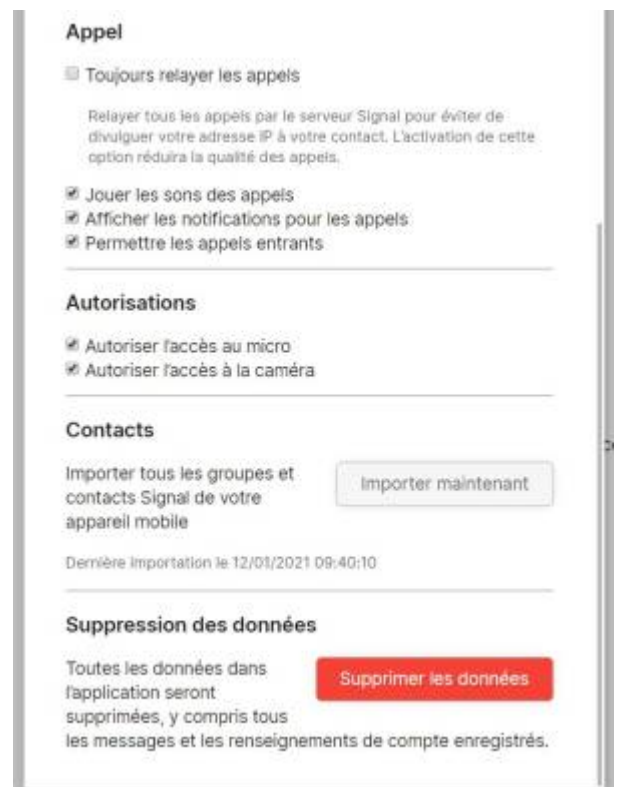 Appel
Toujours relayer les appels
Relayer tous les appels par le serveur Signal pour éviter de
divulguer votre adresse IP à votre contact. L'activation de cette
option réduira la qualité des appels.
Jouer les sons des appels
Afficher les notifications pour les appels
Permettre les appels entrants
Autorisations
Autoriser l'accès au micro
Autoriser l'accès à la caméra
Contacts
Importer tous les groupes et
contacts Signal de votre
appareil mobile
Importer maintenant
Dernière importation le 12/01/2021 09:40:10
Suppression des données
Toutes les données dans
l'application seront
supprimées, y compris tous
les messages et les renseignements de compte enregistrés.
Supprimer les données